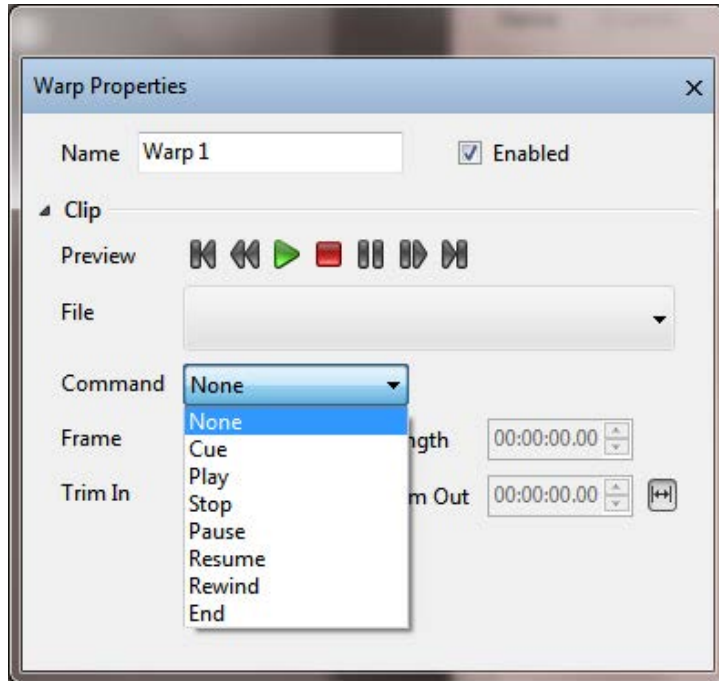 Warp Properties
Name Warp 1 Enabled
Clip
Preview
File
Command None
None
Frame Cue ngth 00:00:00.00
Play
Trim In Stop m Out 00:00:00.00
Pause
Resume
Rewind
End